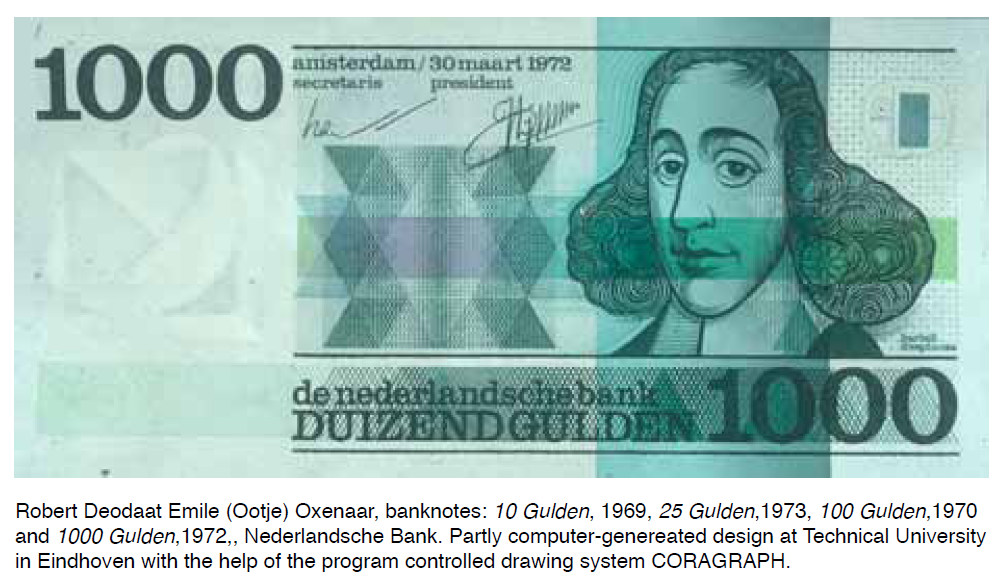 1000
amsterdam / 30 maart 1972
secretaris president
de nederlandsche bank
DUIZEND GULDEN 1000
Robert Deodaat Emile (Ootje) Oxenaar, banknotes: 10 Gulden, 1969, 25 Gulden,1973, 100 Gulden,1970
and 1000 Gulden,1972,, Nederlandsche Bank. Partly computer-genereated design at Technical University
in Eindhoven with the help of the program controlled drawing system CORAGRAPH.